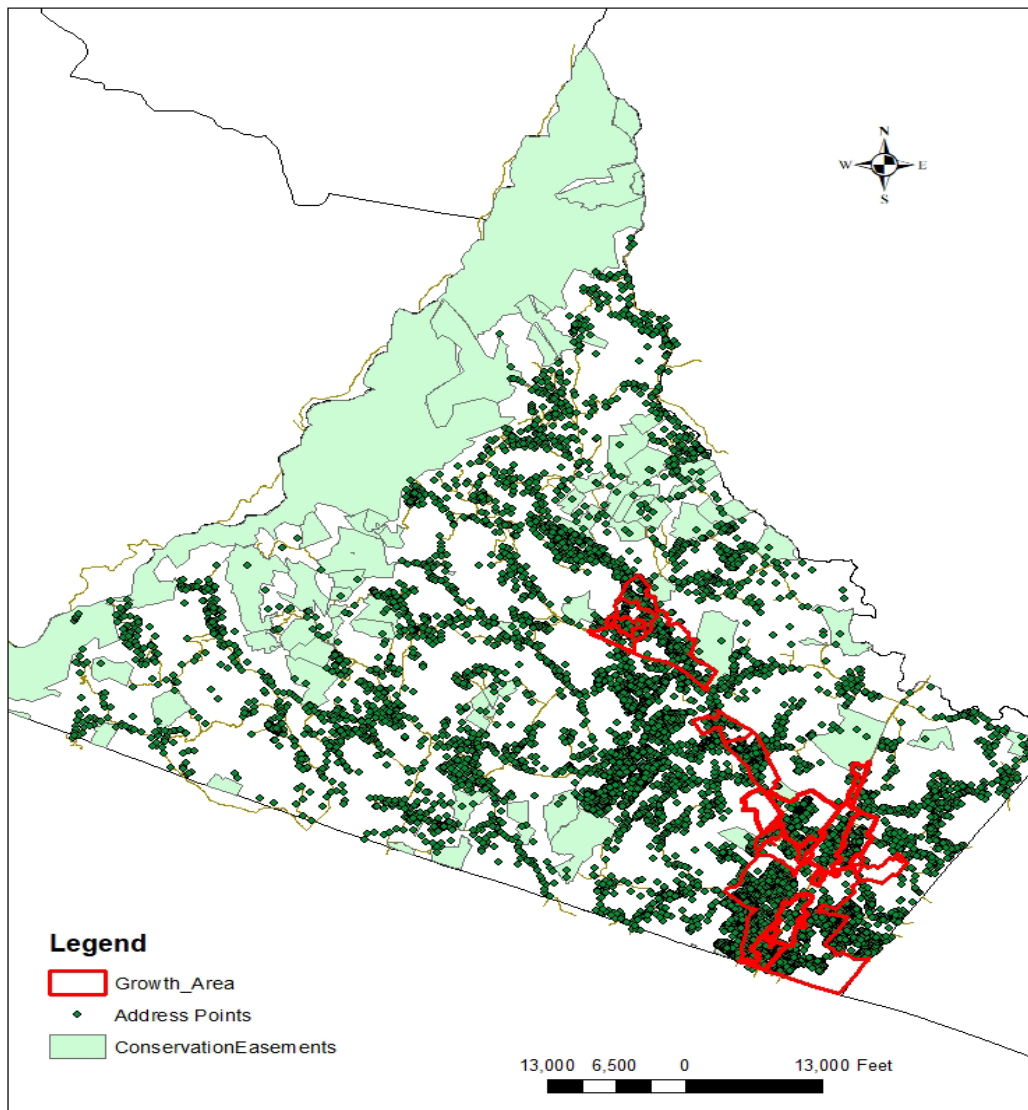 N
W E
S
Legend
Growth_Area
Address Points
ConservationEasements
13,000 6,500 0 13,000 Feet